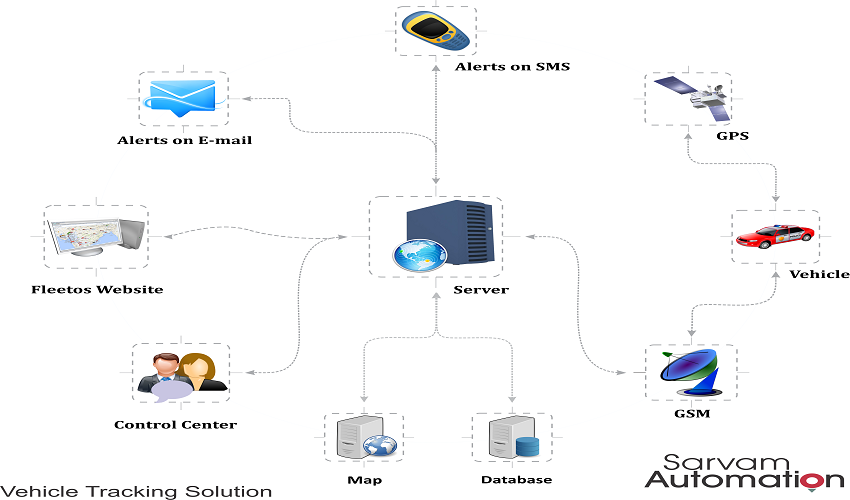 Alerts on SMS
Alerts on E-mail
GPS
Fleetos Website
Server
Vehicle
Control Center
GSM
Map
Database
Vehicle Tracking Solution
Sarvam
Automation